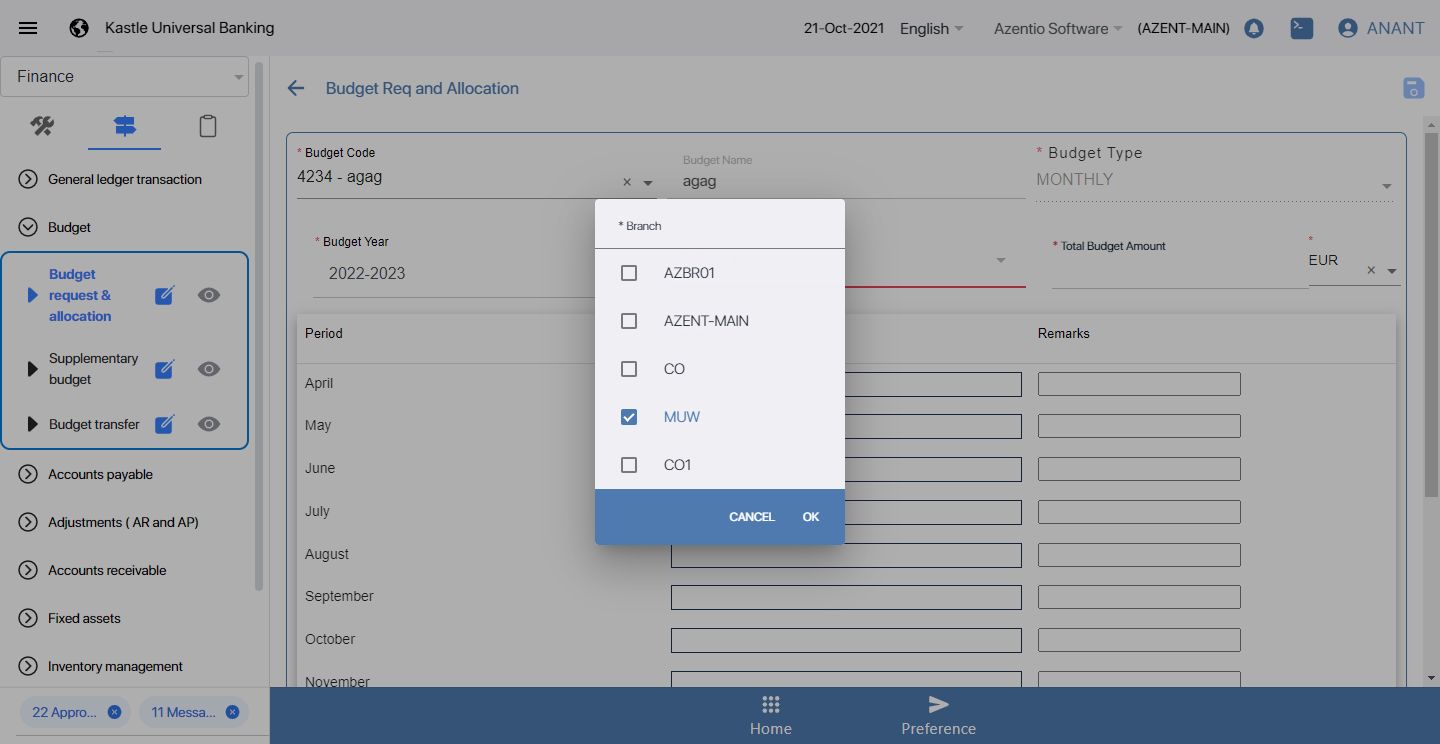 Kastle Universal Banking
21-Oct-2021 English Azentio Software (AZENT-MAIN) ANANT
Finance
General ledger transaction
Budget
Budget
request &
allocation
Supplementary
budget
Budget transfer
Accounts payable
Adjustments ( AR and AP)
Accounts receivable
Fixed assets
Inventory management
22 Appro...
11 Messa...
Budget Req and Allocation
* Budget Code
4234 - agag
Budget Name
agag
* Budget Type
MONTHLY
* Budget Year
2022-2023
* Total Budget Amount
*
EUR
Period
Remarks
April
May
June
July
August
September
October
November
* Branch
AZBR01
AZENT-MAIN
CO
MUW
CO1
CANCEL OK
Home
Preference